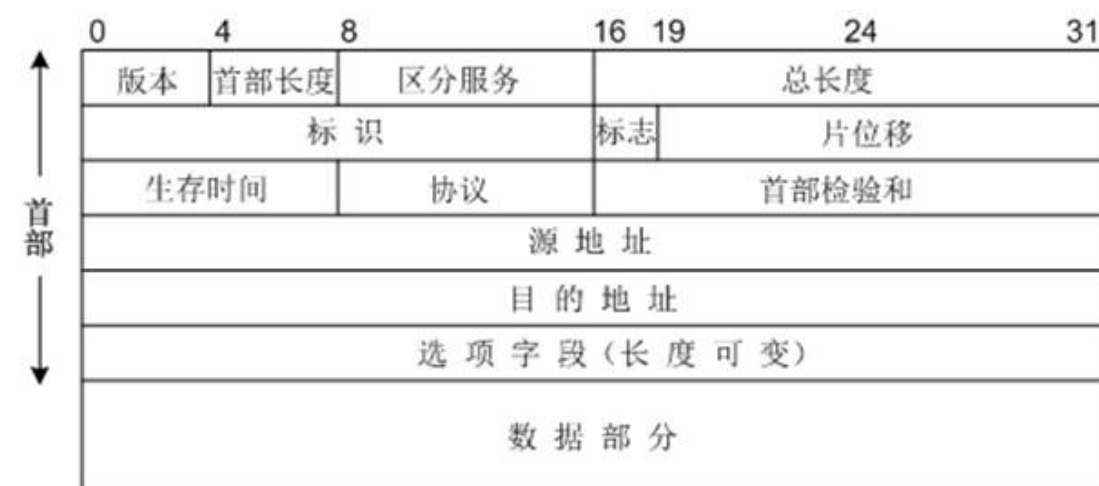 0 4 8 16 19 24 31
版本 首部长度 区分服务 总长度
标 识 标志 片位移
生存时间 协议 首部检验和
首部
源 地 址
目 的 地 址
选 项 字 段(长 度 可 变)
数 据 部 分